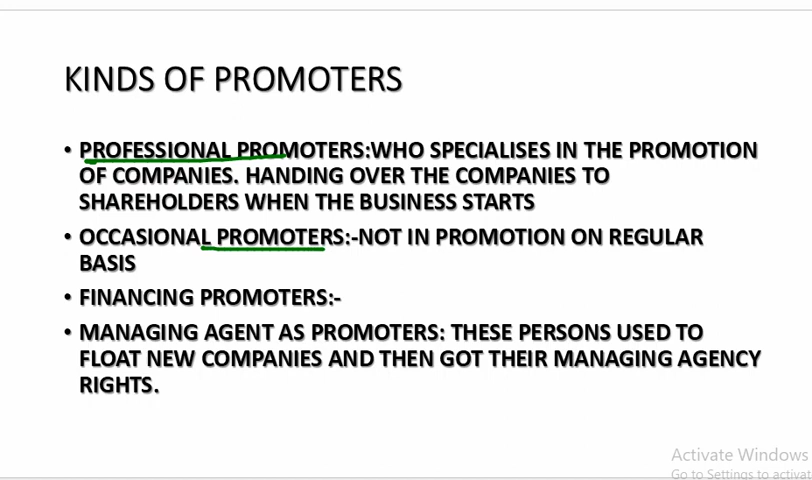 KINDS OF PROMOTERS
• PROFESSIONAL PROMOTERS:WHO SPECIALISES IN THE PROMOTION
OF COMPANIES. HANDING OVER THE COMPANIES TO
SHAREHOLDERS WHEN THE BUSINESS STARTS
• OCCASIONAL PROMOTERS:-NOT IN PROMOTION ON REGULAR
BASIS
• FINANCING PROMOTERS:-
• MANAGING AGENT AS PROMOTERS: THESE PERSONS USED TO
FLOAT NEW COMPANIES AND THEN GOT THEIR MANAGING AGENCY
RIGHTS.
Activate Windows
Go to Settings to activat